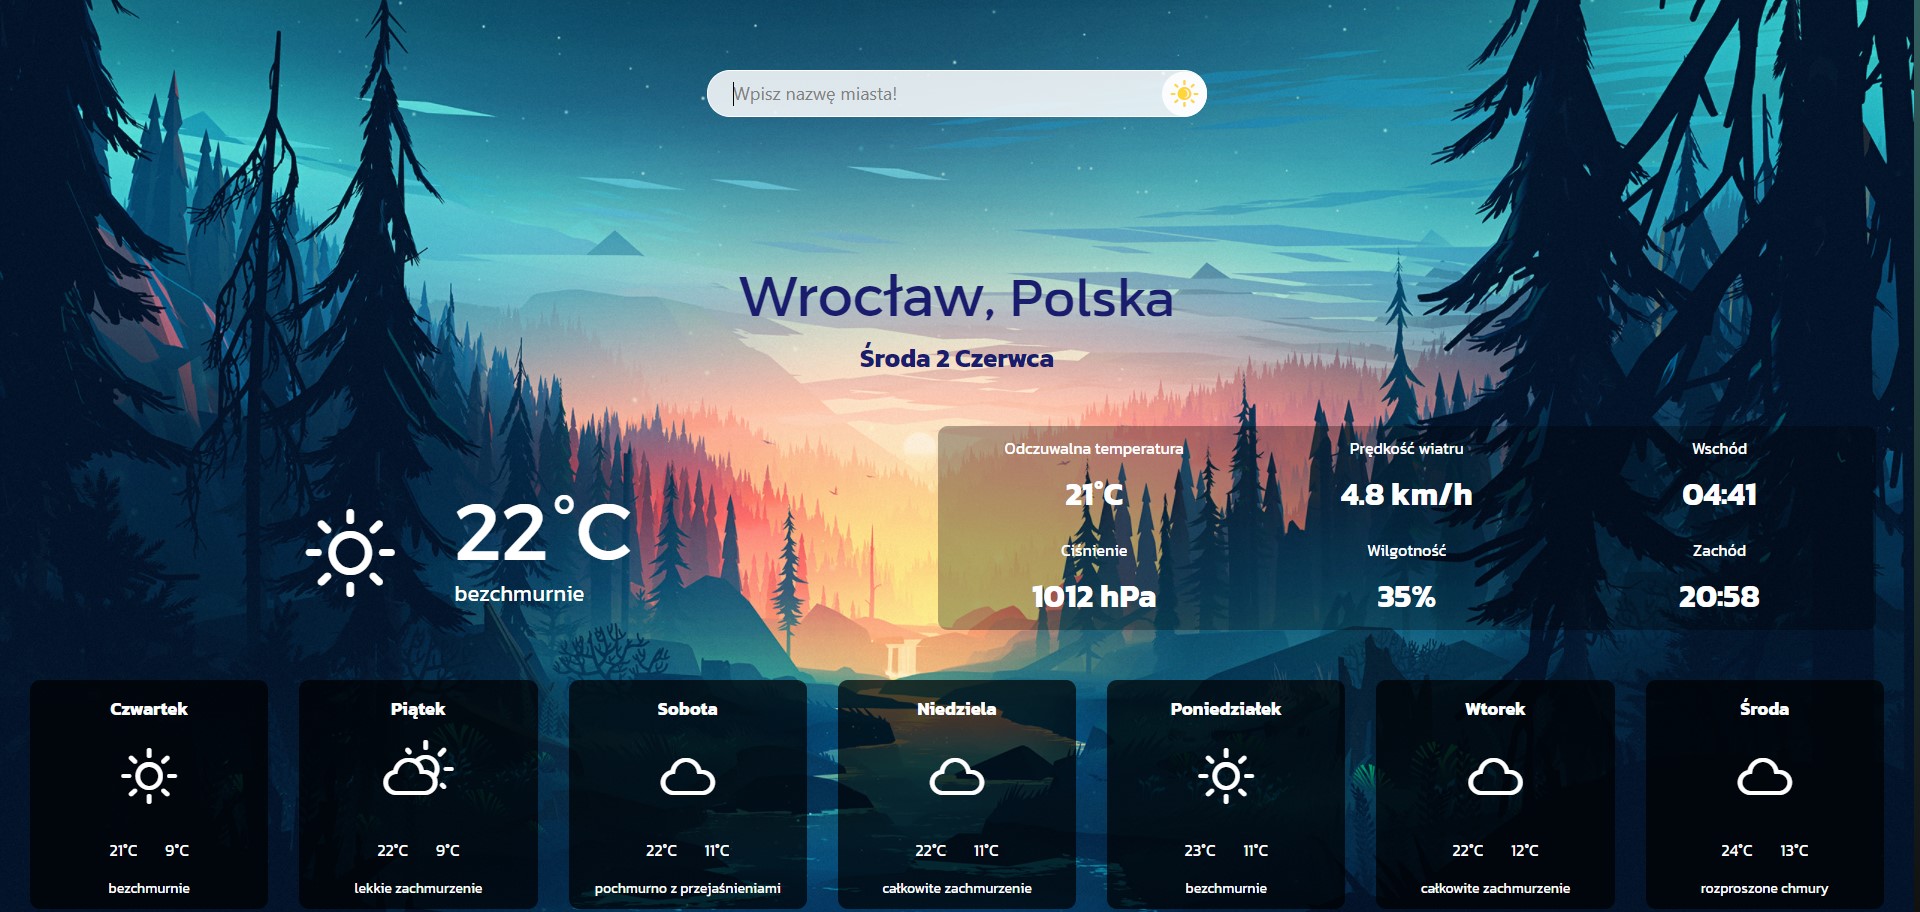 Wpisz nazwę miasta!
Wrocław, Polska
Środa 2 Czerwca
22°C
bezchmurnie
Odczuwalna temperatura
21°C
Prędkość wiatru
4.8 km/h
Wschód
04:41
Ciśnienie
1012 hPa
Wilgotność
35%
Zachód
20:58
Czwartek
21°C 9°C
bezchmurnie
Piątek
22°C 9°C
lekkie zachmurzenie
Sobota
22°C 11°C
pochmurno z przejaśnieniami
Niedziela
22°C 11°C
całkowite zachmurzenie
Poniedziałek
23°C 11°C
bezchmurnie
Wtorek
22°C 12°C
całkowite zachmurzenie
Środa
24°C 13°C
rozproszone chmury